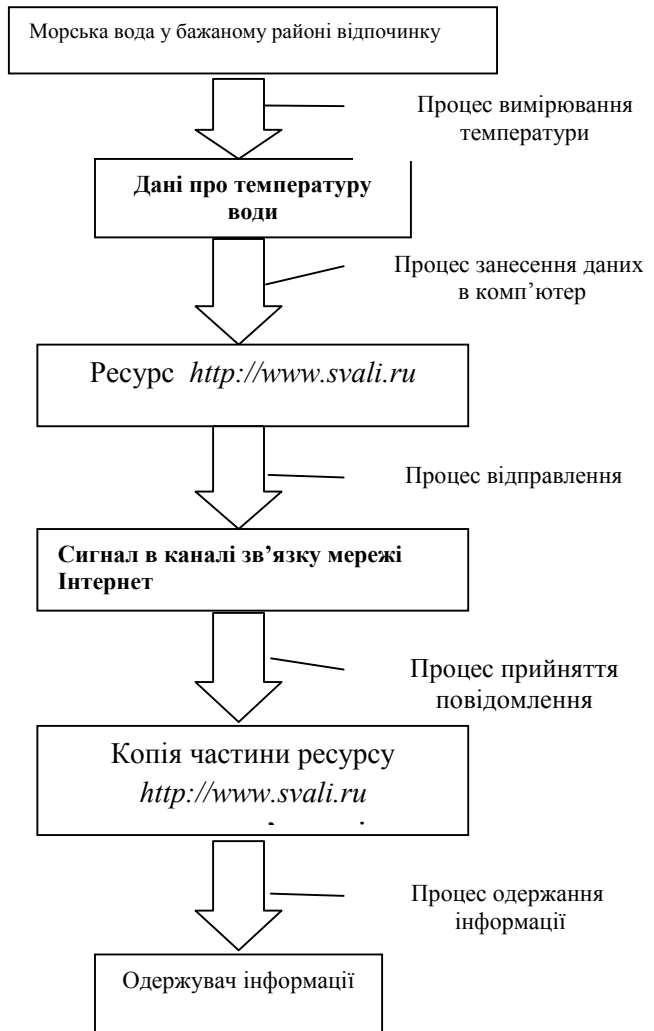 Морська вода у бажаному районі відпочинку
Процес вимірювання
температури
Дані про температуру
води
Процес занесення даних
в комп’ютер
Ресурс http://www.svali.ru
Процес відправлення
Сигнал в каналі зв’язку мережі
Інтернет
Процес прийняття
повідомлення
Копія частини ресурсу
http://www.svali.ru
Процес одержання
інформації
Одержувач інформації